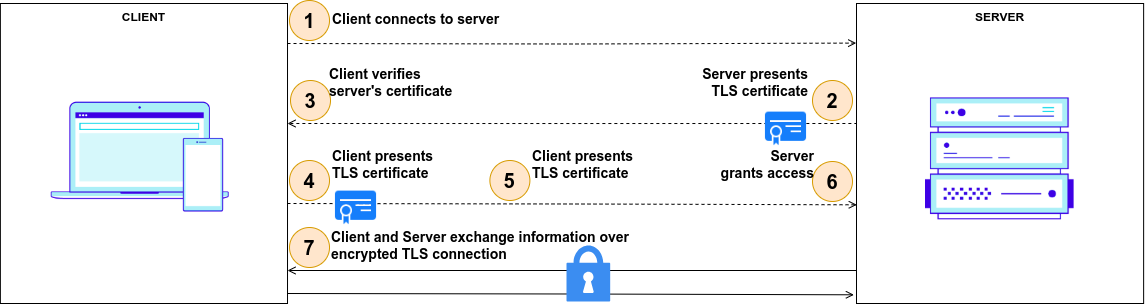 CLIENT
SERVER
1
Client connects to server
Client verifies
server's certificate
3
Server presents
TLS certificate
2
Client presents
TLS certificate
4
Client presents
TLS certificate
5
Server
grants access
6
7
Client and Server exchange information over
encrypted TLS connection